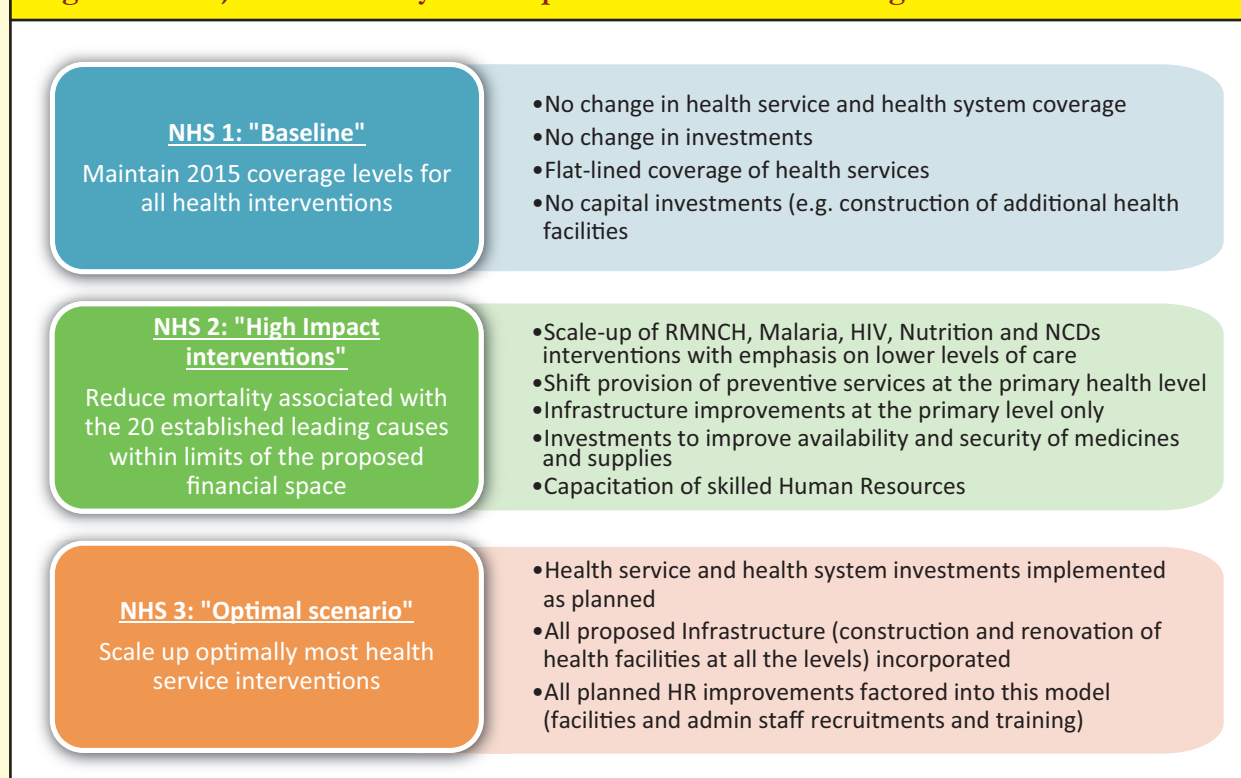 NHS 1: "Baseline"
Maintain 2015 coverage levels for
all health interventions
•No change in health service and health system coverage
•No change in investments
•Flat-lined coverage of health services
•No capital investments (e.g. construction of additional health
facilities
NHS 2: "High Impact
interventions"
Reduce mortality associated with
the 20 established leading causes
within limits of the proposed
financial space
•Scale-up of RMNCH, Malaria, HIV, Nutrition and NCDs
interventions with emphasis on lower levels of care
•Shift provision of preventive services at the primary health level
•Infrastructure improvements at the primary level only
•Investments to improve availability and security of medicines
and supplies
•Capacitation of skilled Human Resources
NHS 3: "Optimal scenario"
Scale up optimally most health
service interventions
•Health service and health system investments implemented
as planned
•All proposed Infrastructure (construction and renovation of
health facilities at all the levels) incorporated
•All planned HR improvements factored into this model
(facilities and admin staff recruitments and training)